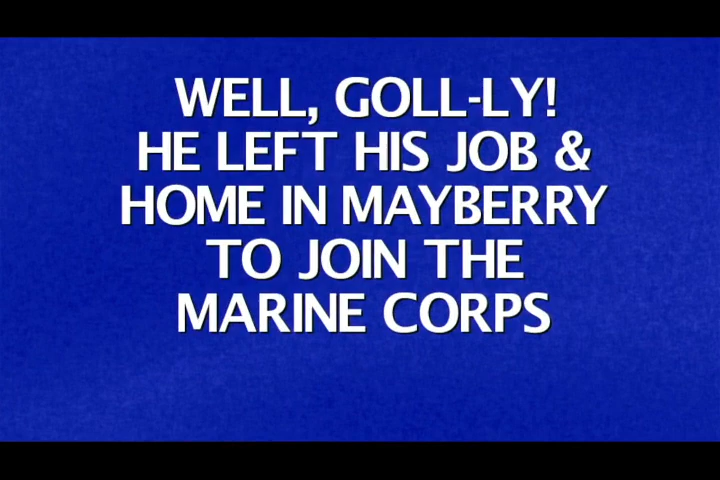 WELL, GOLL-LY!
HE LEFT HIS JOB &
HOME IN MAYBERRY
TO JOIN THE
MARINE CORPS